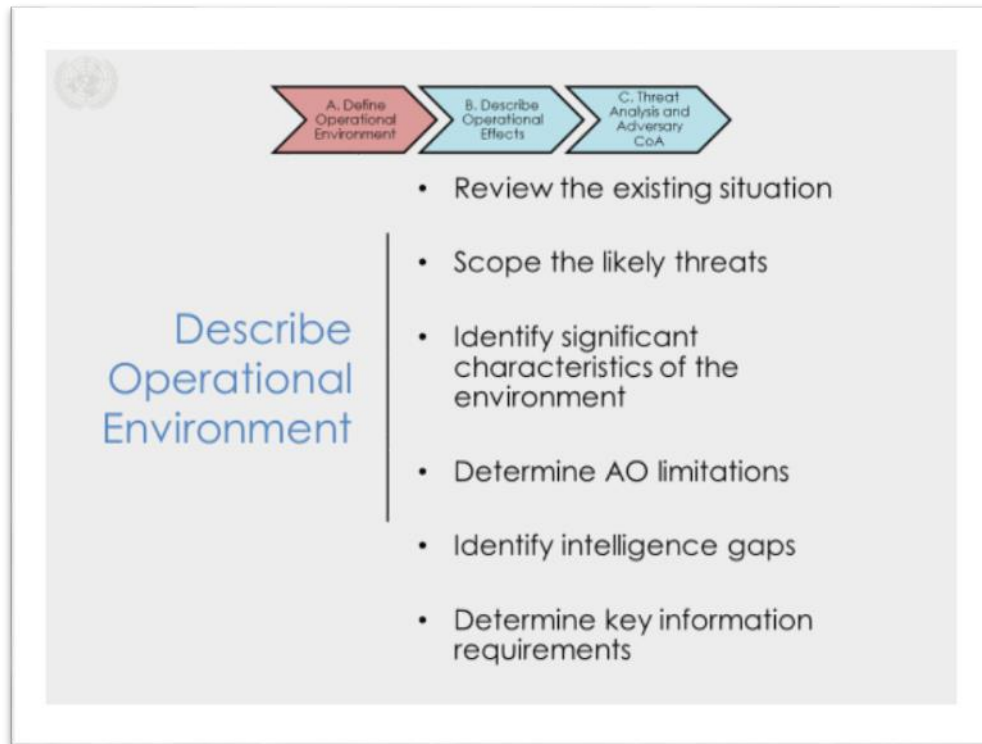 A. Define
Operational
Environment
B. Describe
Operational
Effects
C. Threat
Analysis and
Adversary
CoA
Describe
Operational
Environment
• Review the existing situation
• Scope the likely threats
• Identify significant
characteristics of the
environment
• Determine AO limitations
• Identify intelligence gaps
• Determine key information
requirements